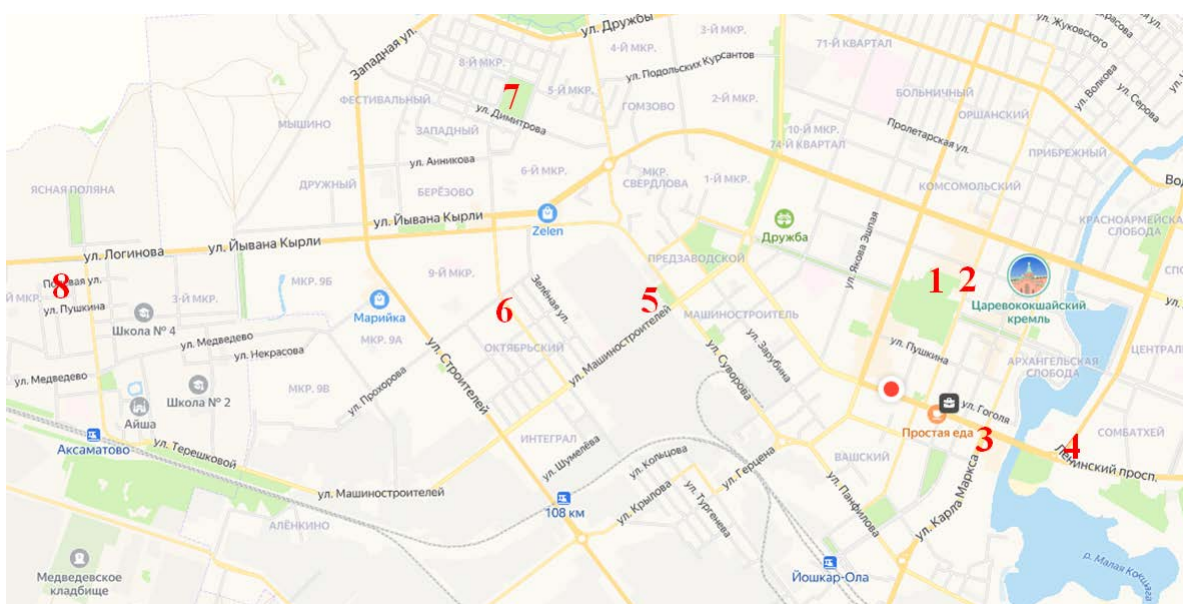 ул. Дружбы
71-Й КВАРТАЛ
ул. Жуковского
Западная ул.
3-Й МКР.
4-Й МКР.
8-Й МКР.
ул. Подольских Курсантов
7
5-Й МКР.
2-Й МКР.
ул. Волкова
ул. Серова
ФЕСТИВАЛЬНЫЙ
ГОМЗОВО
БОЛЬНИЧНЫЙ
ОРШАНСКИЙ
ул. Димитрова
МЫШИНО
ЗАПАДНЫЙ
10-Й МКР.
74-Й КВАРТАЛ
Пролетарская ул.
ПРИБРЕЖНЫЙ
ул. Анникова
6-Й МКР.
МКР.
СВЕРДЛОВА
1-Й МКР.
ЯСНАЯ ПОЛЯНА
ДРУЖНЫЙ
БЕРЁЗОВО
КОМСОМОЛЬСКИЙ
ул. Йывана Кырли
Zelen
Дружба
ул. Якова Эшпая
КРАСНОАРМЕЙСКАЯ
СЛОБОДА
ул. Логинова
ул. Йывана Кырли
ПРЕДЗАВОДСКОЙ
8
Полевая ул.
3-Й МКР.
МКР. 9Б
9-Й МКР.
Зелёная ул.
5
1
2
Царевококшайский
кремль
ул. Пушкина
Школа № 4
Марийка
6
МАШИНОСТРОИТЕЛЬ
ул. Медведево
МКР. 9А
ОКТЯБРЬСКИЙ
ул. Машиностроителей
ул. Зарубина
ул. Пушкина
ул. Некрасова
ул. Строителей
ул. Суворова
АРХАНГЕЛЬСКАЯ
СЛОБОДА
ул. Медведево
Школа № 2
МКР. 9В
ул. Прохорова
ул. Гоголя
Айша
Простая еда
3
4
СОМБАТХЕЙ
Аксаматово
ул. Терешковой
ИНТЕГРАЛ
ул. Шумелёва
ул. Кольцова
ул. Герцена
ВАШСКИЙ
Ленинский просп.
ул. Машиностроителей
108 км
ул. Крылова
ул. Тургенева
ул. Панфилова
ул. Карла Маркса
АЛЁНКИНО
Медведевское
кладбище
Йошкар-Ола
р. Малая Кокшага